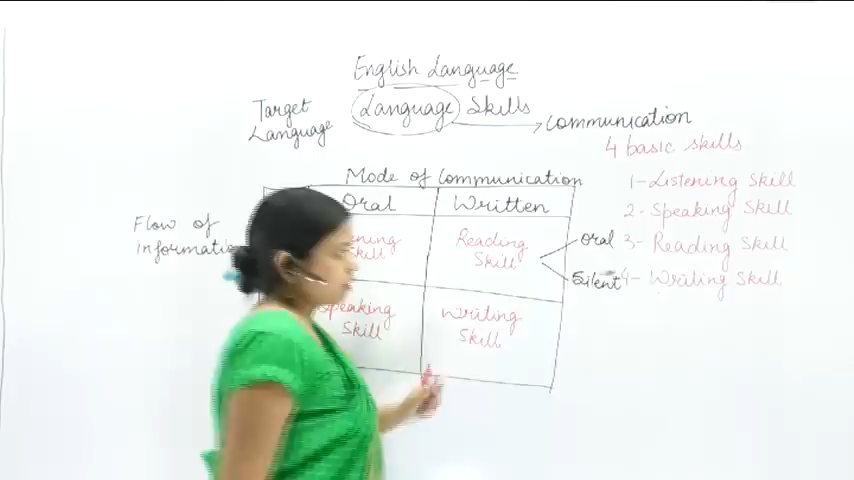 English Language
Target
Language
Language Skills
Communication
4 basic skills
Mode of Communication
1-Listening Skill
Oral
Written
2-Speaking Skill
Flow of
Reading
Skill
Oral
3- Reading Skill
Silent
4- Writing Skill
Speaking
Skill
Writing
Skill